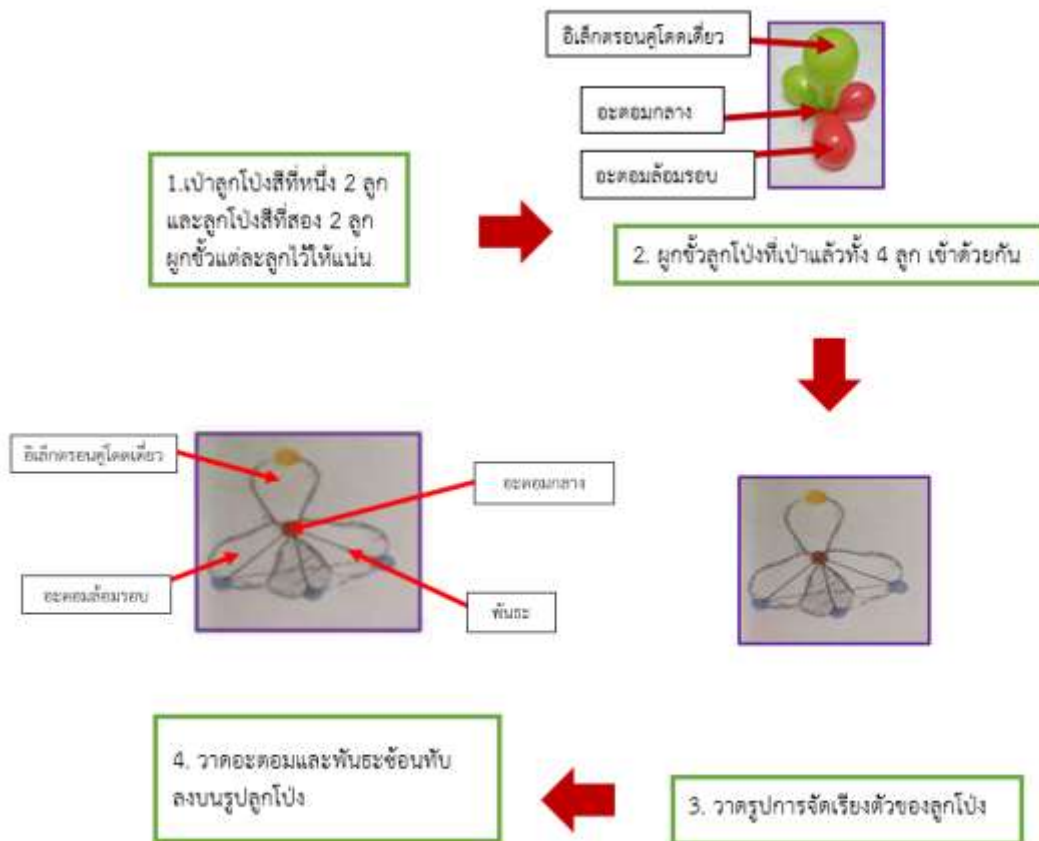 อิเล็กตรอนคู่โดดเดี่ยว
อะตอมกลาง
อะตอมล้อมรอบ
1.เป่าลูกโป่งสีที่หนึ่ง 2 ลูก
และลูกโป่งสีที่สอง 2 ลูก
ผูกขั้วแต่ละลูกไว้ให้แน่น
2. ผูกขั้วลูกโป่งที่เป่าแล้วทั้ง 4 ลูก เข้าด้วยกัน
อิเล็กตรอนคู่โดดเดี่ยว
อะตอมกลาง
อะตอมล้อมรอบ
พันธะ
4. วาดอะตอมและพันธะซ้อนทับ
ลงบนรูปลูกโป่ง
3. วาดรูปการจัดเรียงตัวของลูกโป่ง